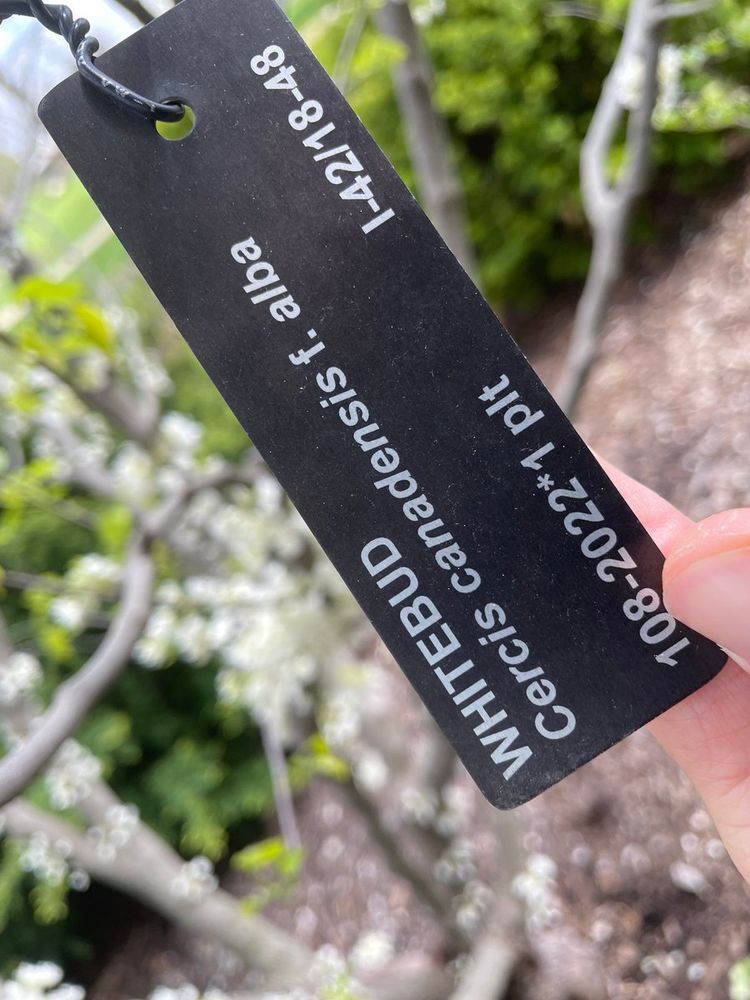 WHITEBUD
Cercis canadensis f. alba
108-2022*1 plt I-42/18-48